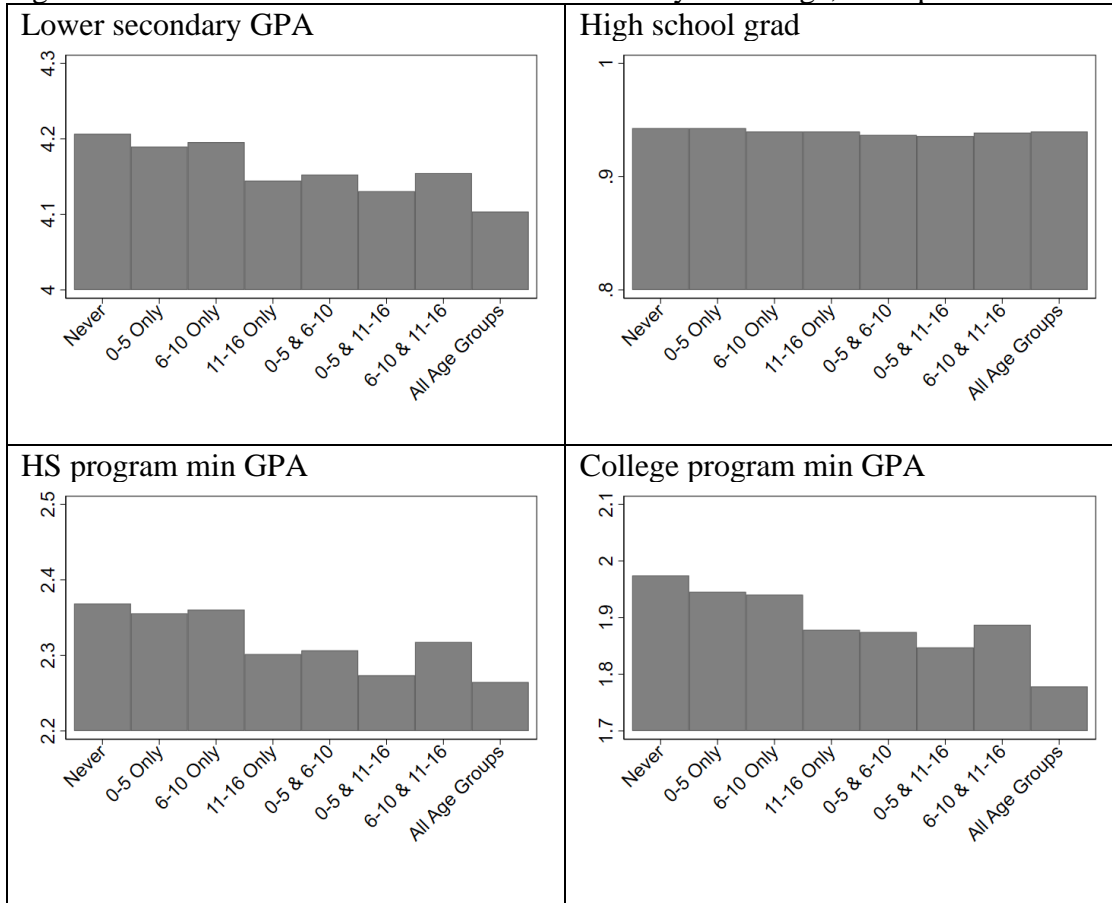 Lower secondary GPA
4.3
4.2
4.1
4
Never
0-5 Only
6-10 Only
11-16 Only
0-5 & 6-10
0-5 & 11-16
6-10 & 11-16
All Age Groups
High school grad
1
.9
.8
Never
0-5 Only
6-10 Only
11-16 Only
0-5 & 6-10
0-5 & 11-16
6-10 & 11-16
All Age Groups
HS program min GPA
2.5
2.4
2.3
2.2
Never
0-5 Only
6-10 Only
11-16 Only
0-5 & 6-10
0-5 & 11-16
6-10 & 11-16
All Age Groups
College program min GPA
2.1
2
1.9
1.8
1.7
Never
0-5 Only
6-10 Only
11-16 Only
0-5 & 6-10
0-5 & 11-16
6-10 & 11-16
All Age Groups